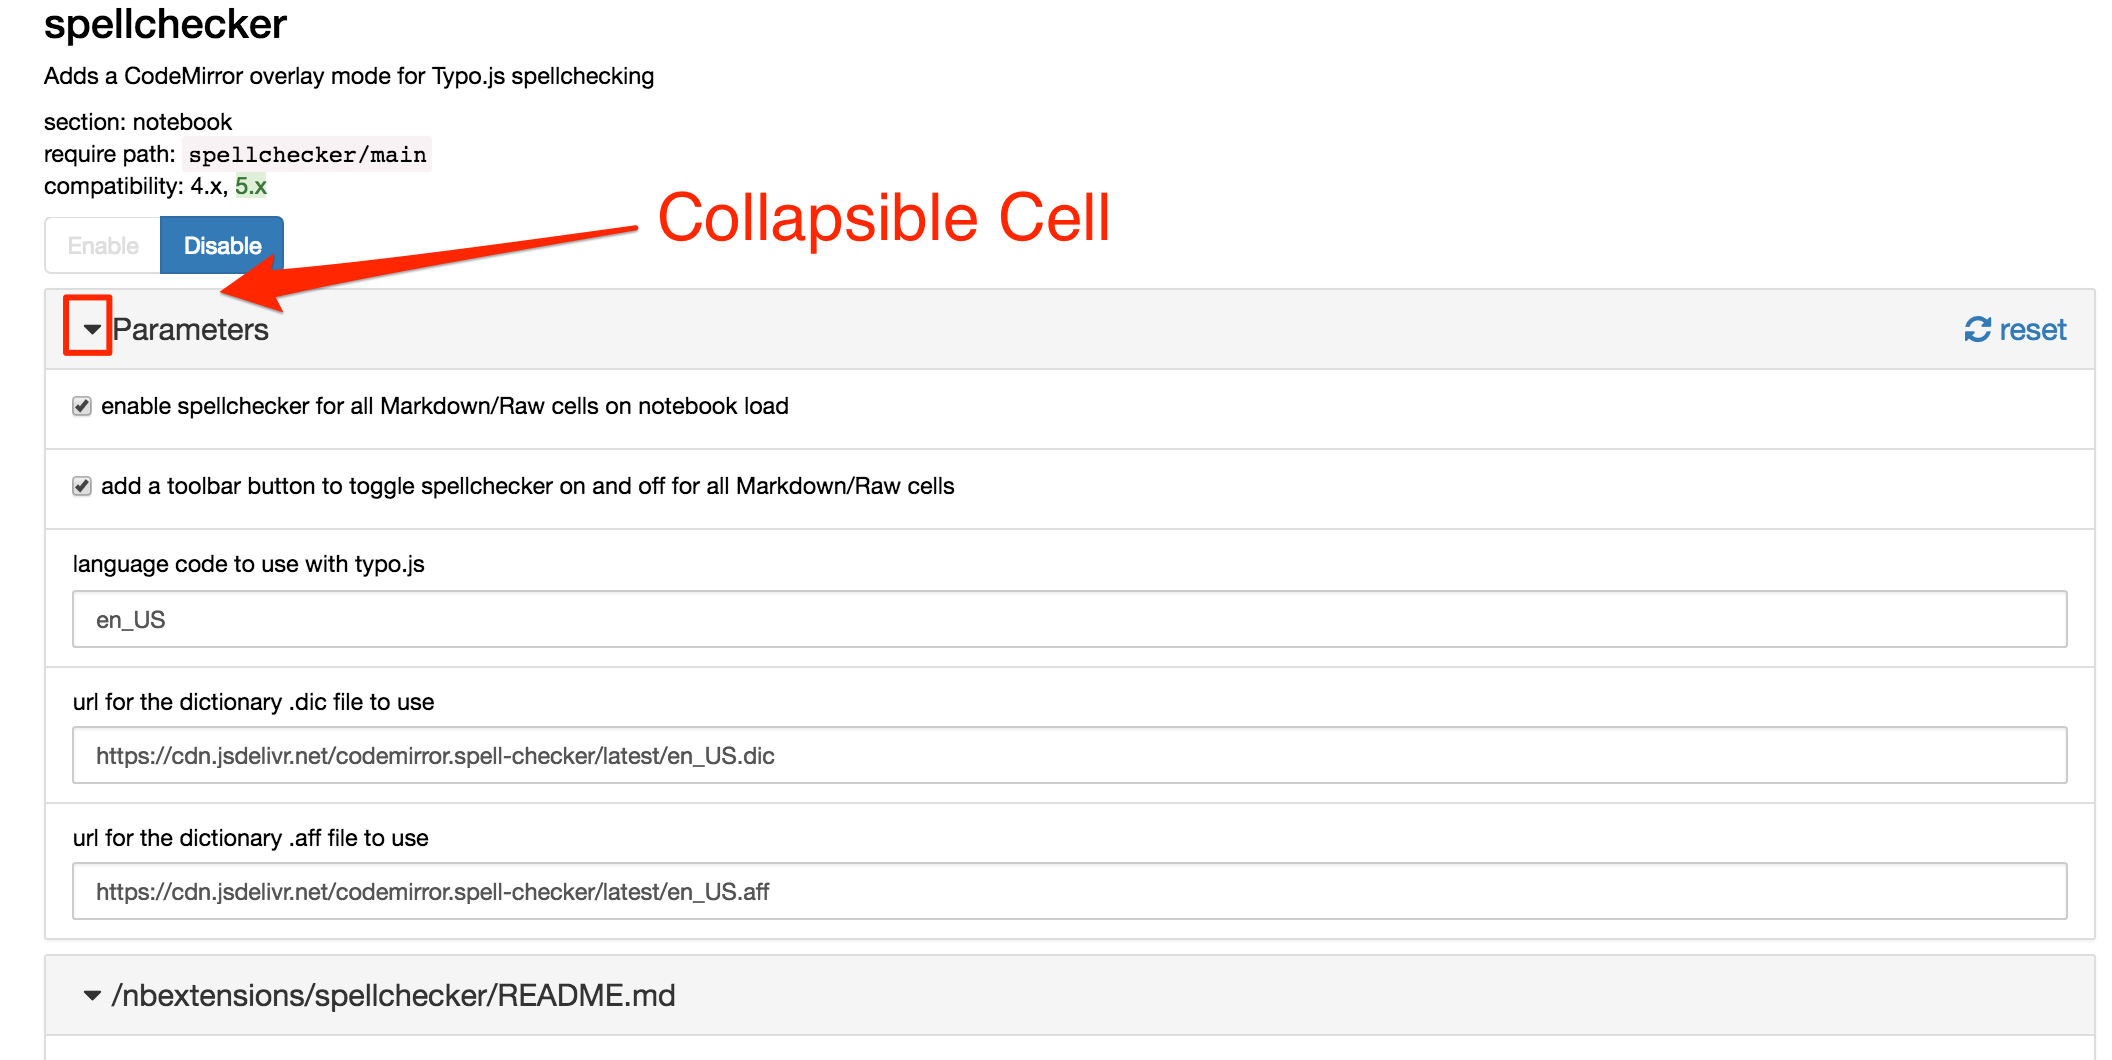 spellchecker
Adds a CodeMirror overlay mode for Typo.js spellchecking
section: notebook
require path: spellchecker/main
compatibility: 4.x, 5.x
Collapsible Cell
Enable Disable
Parameters reset
enable spellchecker for all Markdown/Raw cells on notebook load
add a toolbar button to toggle spellchecker on and off for all Markdown/Raw cells
language code to use with typo.js
en_US
url for the dictionary .dic file to use
https://cdn.jsdelivr.net/codemirror.spell-checker/latest/en_US.dic
url for the dictionary .aff file to use
https://cdn.jsdelivr.net/codemirror.spell-checker/latest/en_US.aff
/nbextensions/spellchecker/README.md